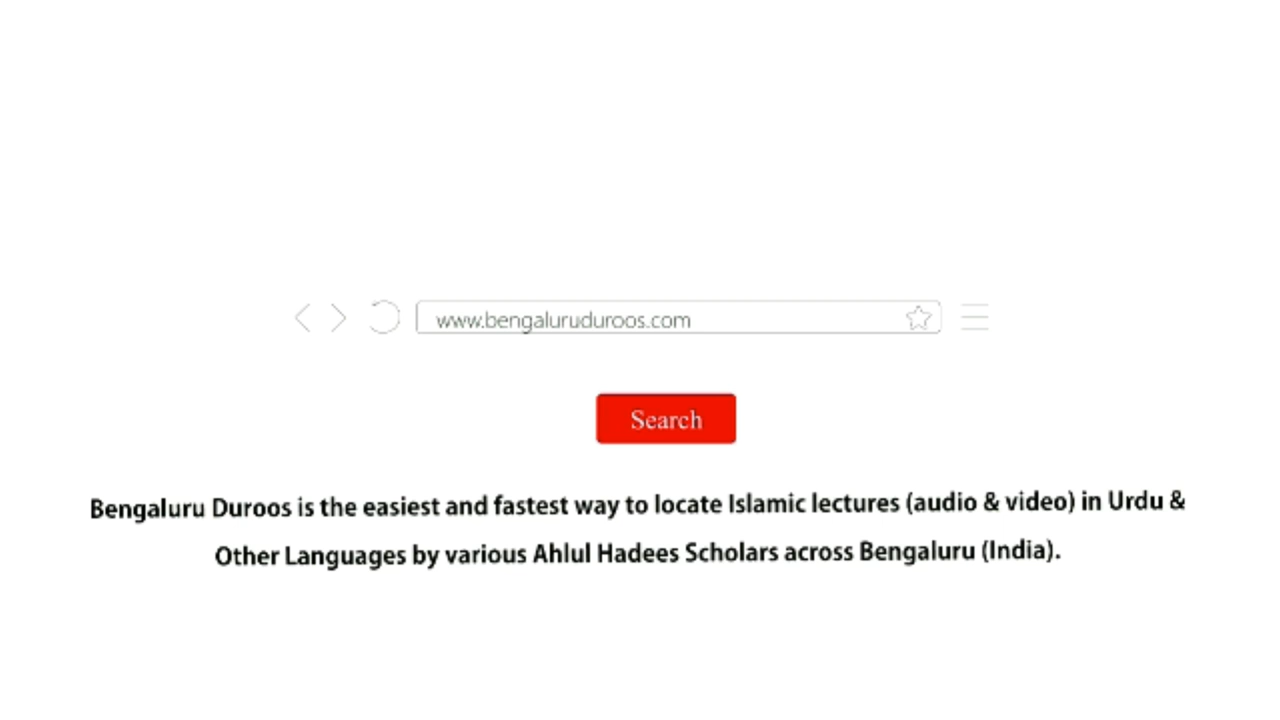 www.bengaluruduroos.com
Search
Bengaluru Duroos is the easiest and fastest way to locate Islamic lectures (audio & video) in Urdu &
Other Languages by various Ahlul Hadees Scholars across Bengaluru (India).